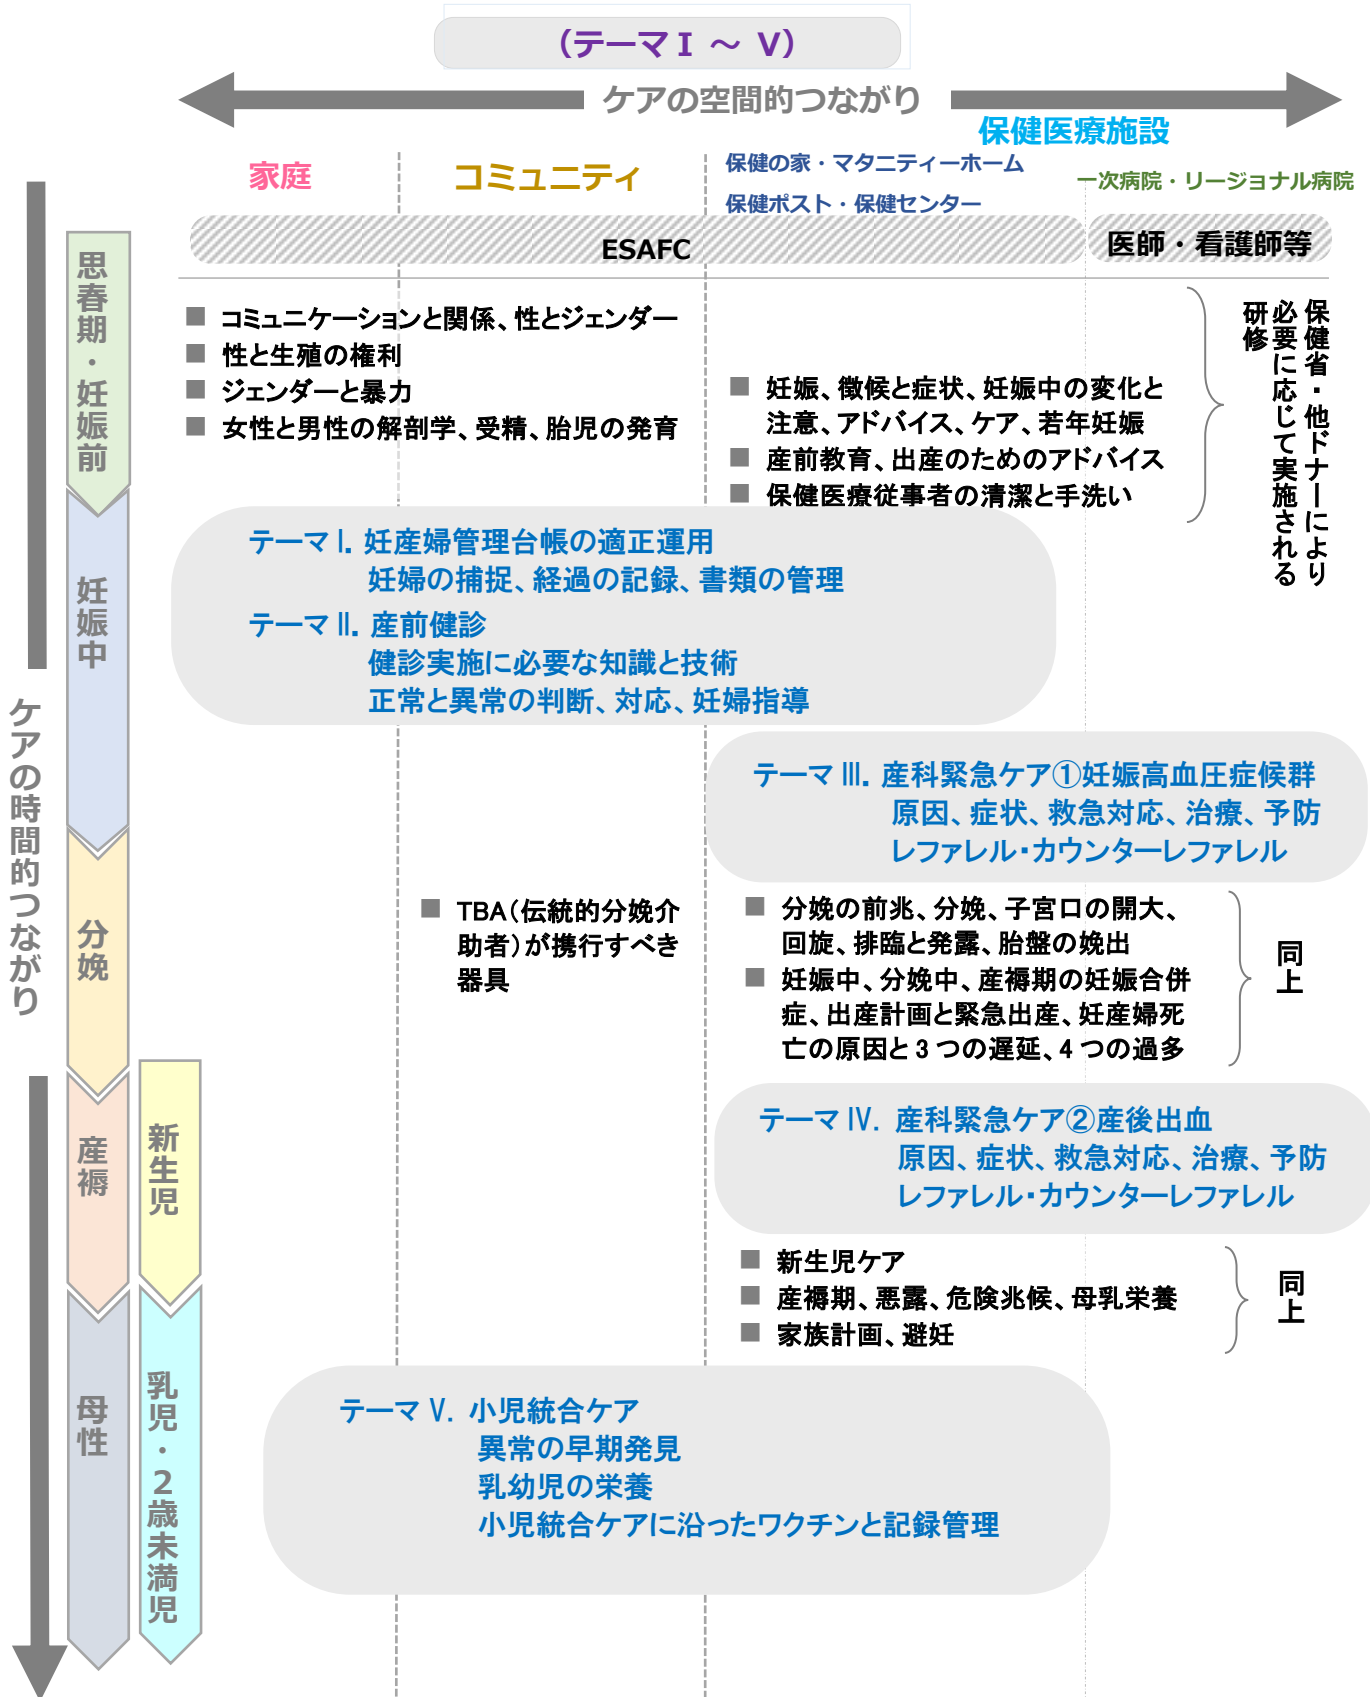 （テーマⅠ ～ Ⅴ）
ケアの空間的つながり
保健医療施設
家庭
コミュニティ
保健の家・マタニティーホーム
保健ポスト・保健センター
一次病院・リージョナル病院
ESAFC
医師・看護師等
ケアの時間的つながり
思春期・妊娠前
■ コミュニケーションと関係、性とジェンダー
■ 性と生殖の権利
■ ジェンダーと暴力
■ 女性と男性の解剖学、受精、胎児の発育
■ 妊娠、徴候と症状、妊娠中の変化と
注意、アドバイス、ケア、若年妊娠
■ 産前教育、出産のためのアドバイス
■ 保健医療従事者の清潔と手洗い
保健省・他ドナーにより
必要に応じて実施される
研修
妊娠中
テーマⅠ. 妊産婦管理台帳の適正運用
妊婦の捕捉、経過の記録、書類の管理
テーマⅡ. 産前健診
健診実施に必要な知識と技術
正常と異常の判断、対応、妊婦指導
テーマⅢ. 産科緊急ケア①妊娠高血圧症候群
原因、症状、救急対応、治療、予防
レファレル・カウンターレファレル
分娩
■ TBA（伝統的分娩介
助者）が携行すべき
器具
■ 分娩の前兆、分娩、子宮口の開大、
回旋、排臨と発露、胎盤の娩出
■ 妊娠中、分娩中、産褥期の妊娠合併
症、出産計画と緊急出産、妊産婦死
亡の原因と 3 つの遅延、4 つの過多
同上
産褥
新生児
テーマⅣ. 産科緊急ケア②産後出血
原因、症状、救急対応、治療、予防
レファレル・カウンターレファレル
■ 新生児ケア
■ 産褥期、悪露、危険兆候、母乳栄養
■ 家族計画、避妊
同上
母性
乳児・2歳未満児
テーマⅤ. 小児統合ケア
異常の早期発見
乳幼児の栄養
小児統合ケアに沿ったワクチンと記録管理